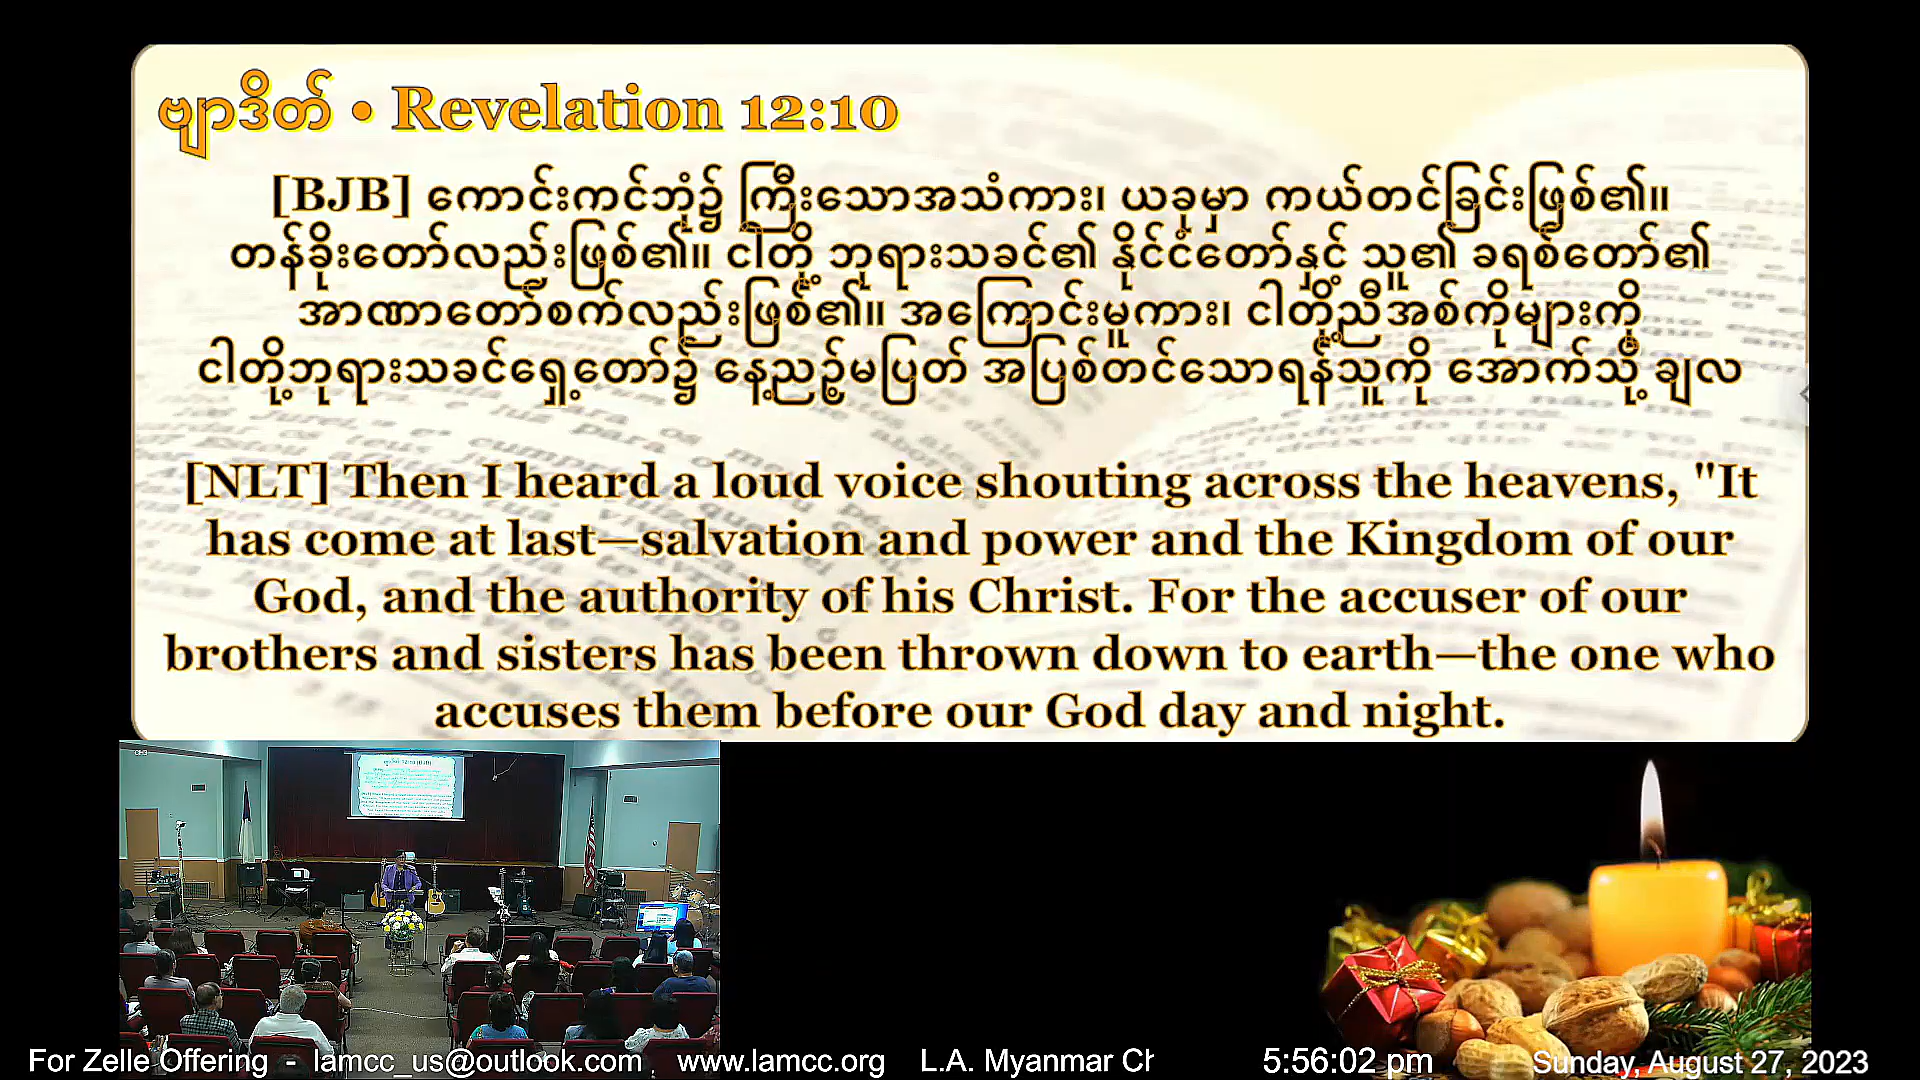 ဗျာဒိတ် • Revelation 12:10
[BJB] ကောင်းကင်ဘုံ၌ ကြီးသောအသံကား၊ ယခုမှာ ကယ်တင်ခြင်းဖြစ်၏။
တန်ခိုးတော်လည်းဖြစ်၏။ ငါတို့ ဘုရားသခင်၏ နိုင်ငံတော်နှင့် သူ၏ ခရစ်တော်၏
အာဏာတော်စက်လည်းဖြစ်၏။ အကြောင်းမူကား၊ ငါတို့ညီအစ်ကိုများကို
ငါတို့ဘုရားသခင်ရှေ့တော်၌ နေ့ညဉ့်မပြတ် အပြစ်တင်သောရန်သူကို အောက်သို့ ချလ
[NLT] Then I heard a loud voice shouting across the heavens, "It
has come at last—salvation and power and the Kingdom of our
God, and the authority of his Christ. For the accuser of our
brothers and sisters has been thrown down to earth—the one who
accuses them before our God day and night.
For Zelle Offering - lamcc_us@outlook.com www.lamcc.org L.A. Myanmar Ch
5:56:02 pm
Sunday, August 27, 2023